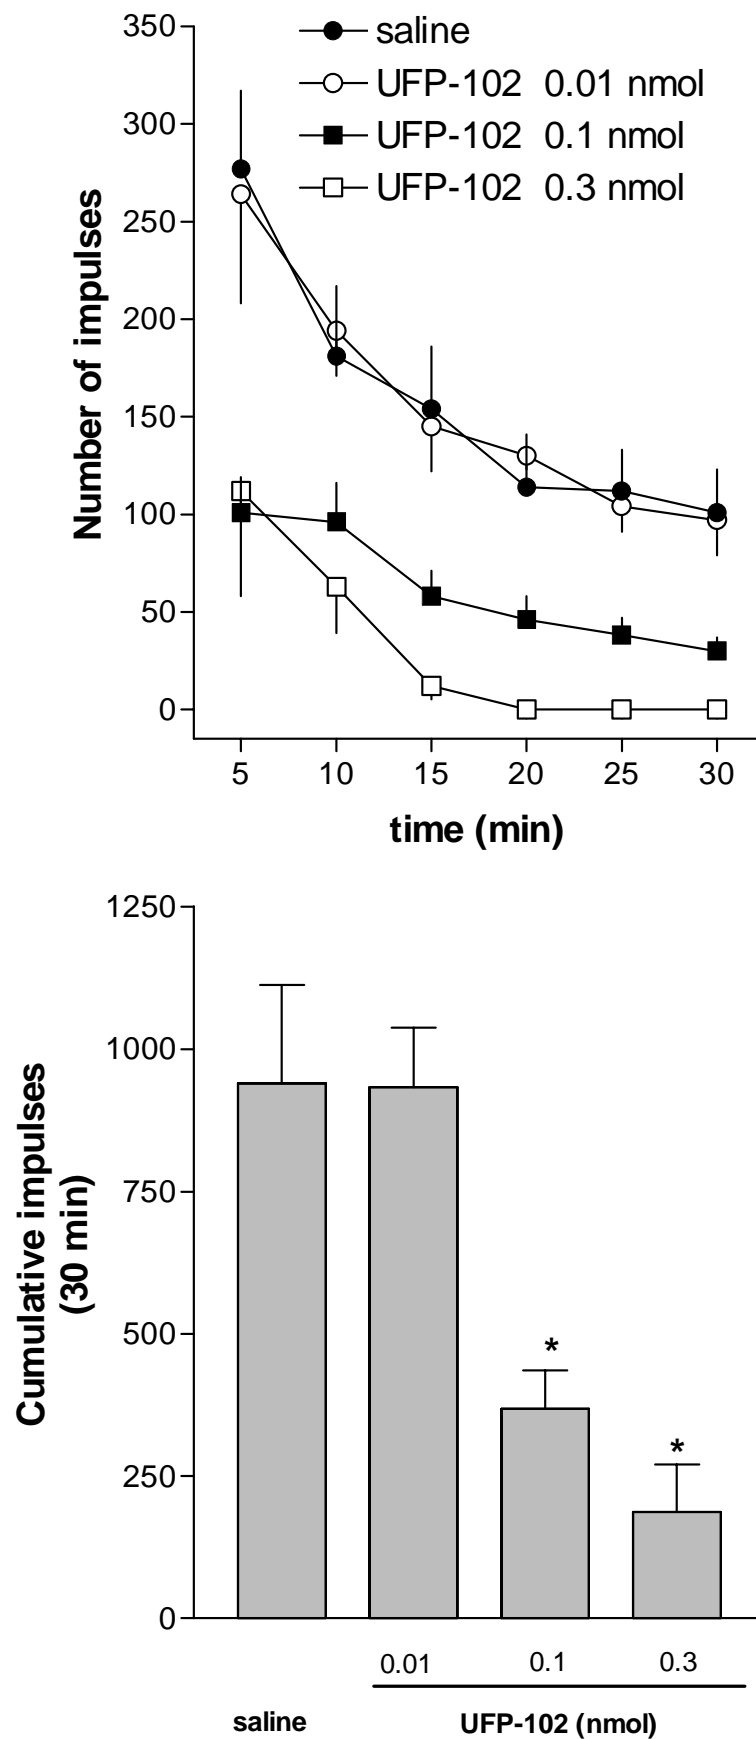 350
saline
UFP-102 0.01 nmol
300
UFP-102 0.1 nmol
UFP-102 0.3 nmol
250
200
150
100
50
0
Number of impulses
5 10 15 20 25 30
time (min)
1250
1000
750
500
250
0
Cumulative impulses
(30 min)
*
*
0.01 0.1 0.3
saline UFP-102 (nmol)